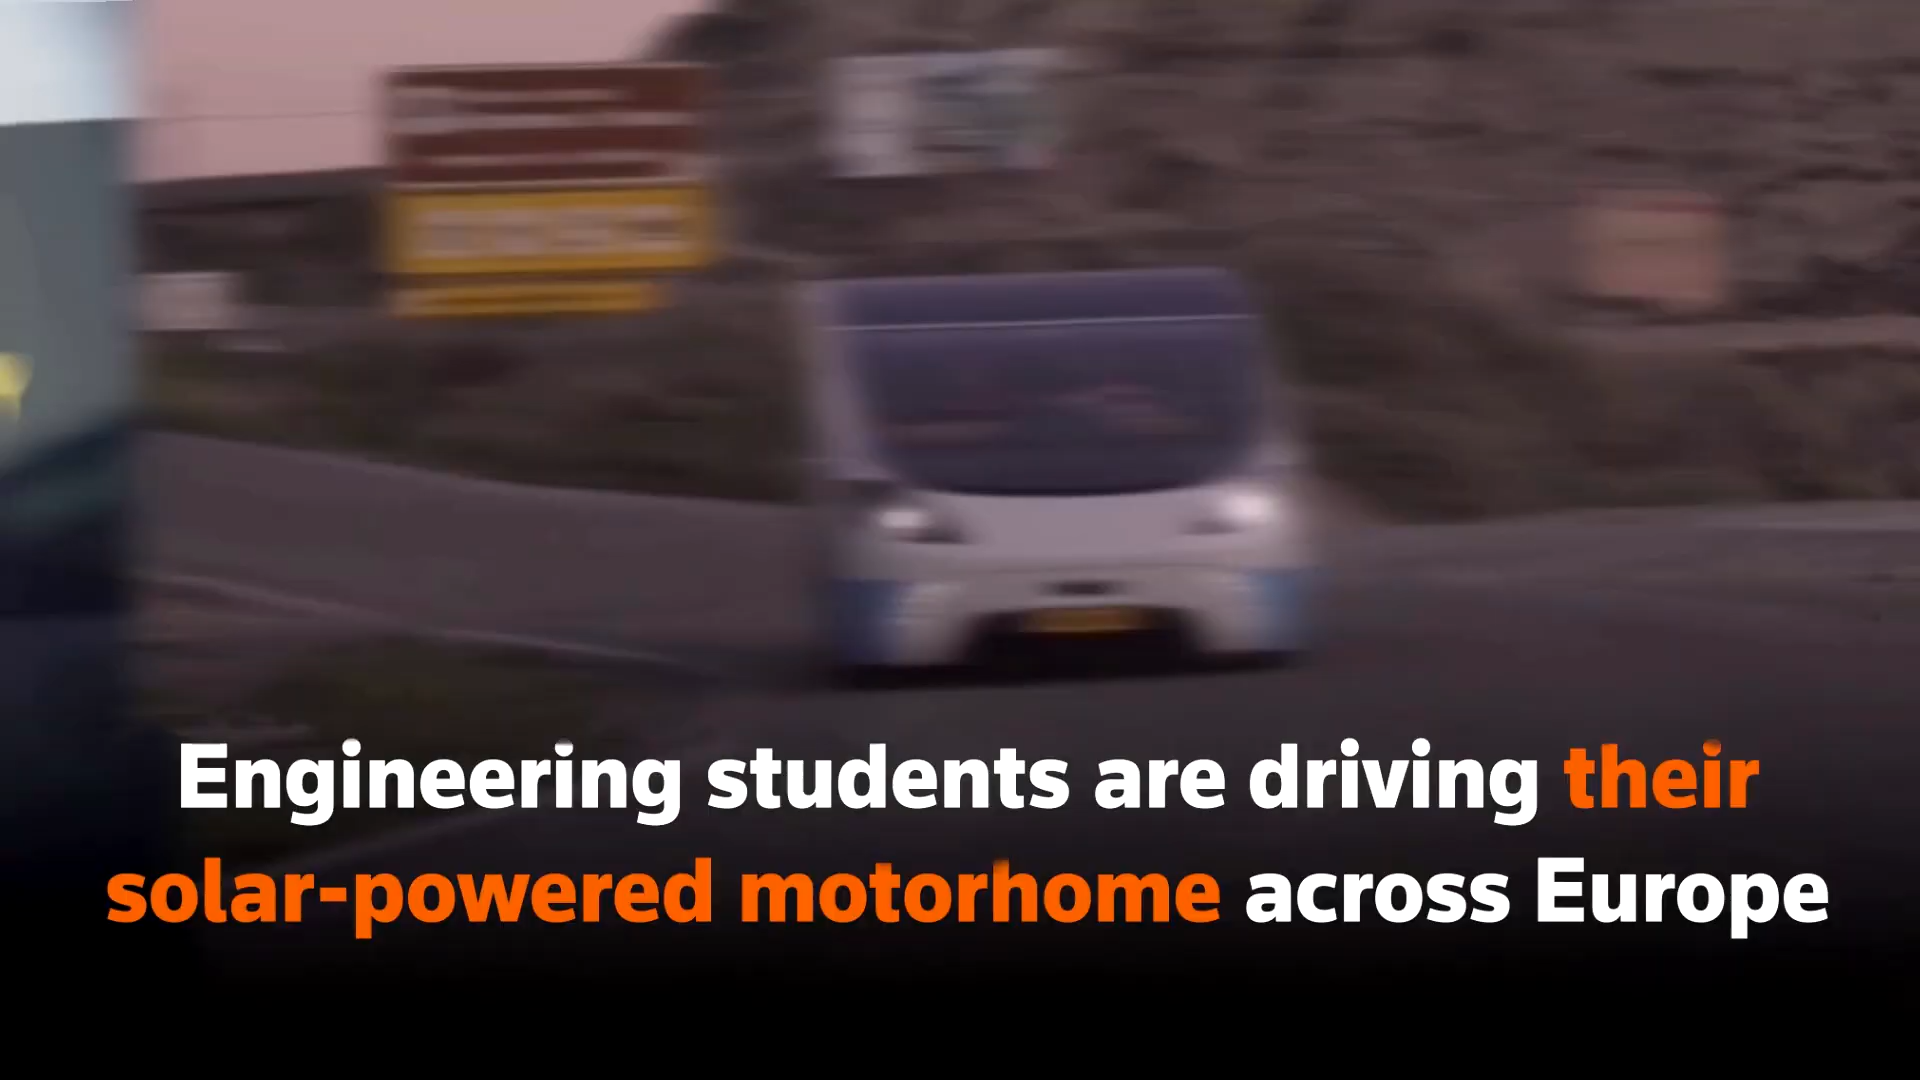 Engineering students are driving their
solar-powered motorhome across Europe